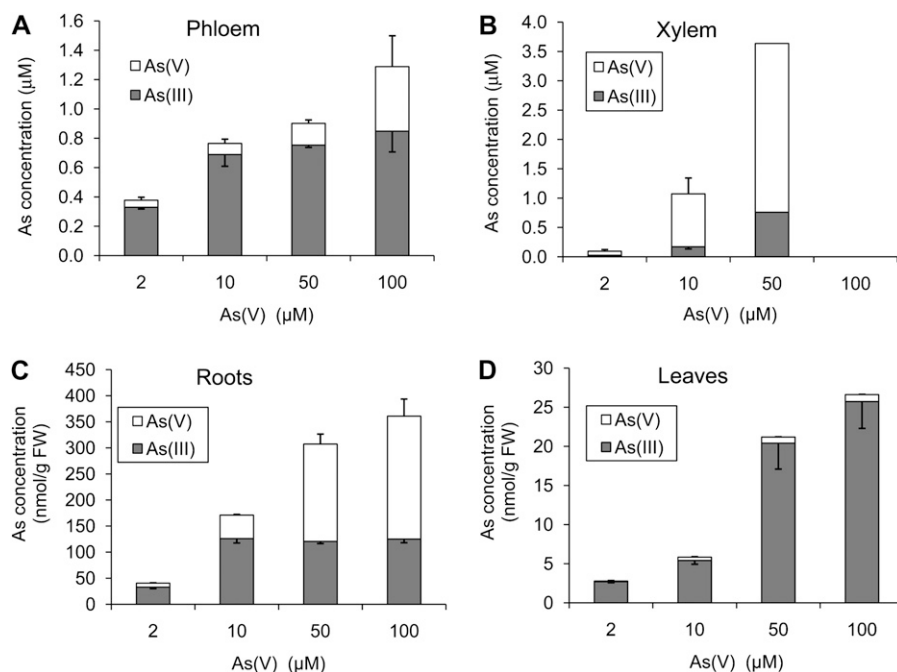 A
Phloem
As concentration (µM)
1.6
1.4
1.2
1.0
0.8
0.6
0.4
0.2
0.0
As(V)
As(III)
2 10 50 100
As(V) (µM)
B
Xylem
As concentration (µM)
4.0
3.5
3.0
2.5
2.0
1.5
1.0
0.5
0.0
As(V)
As(III)
2 10 50 100
As(V) (µM)
C
Roots
As concentration
(nmol/g FW)
450
400
350
300
250
200
150
100
50
0
As(V)
As(III)
2 10 50 100
As(V) (µM)
D
Leaves
As concentration
(nmol/g FW)
30
25
20
15
10
5
0
As(V)
As(III)
2 10 50 100
As(V) (µM)